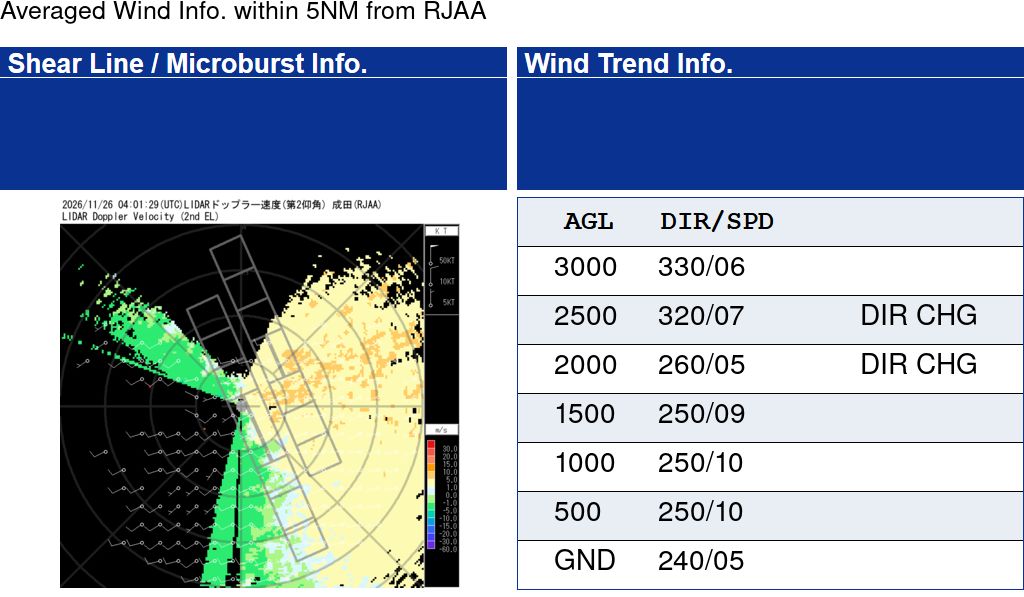 Averaged Wind Info. within 5NM from RJAA
Shear Line / Microburst Info.
Wind Trend Info.
2026/11/26 04:01:29(UTC)LIDARドップラー速度(第2仰角) 成田(RJAA)
LIDAR Doppler Velocity (2nd EL)
K T
50KT
10KT
5KT
m/s
30.0
20.0
15.0
10.0
5.0
1.0
0.0
-1.0
-5.0
-10.0
-15.0
-20.0
-30.0
-60.0
AGL DIR/SPD
3000 330/06
2500 320/07 DIR CHG
2000 260/05 DIR CHG
1500 250/09
1000 250/10
500 250/10
GND 240/05